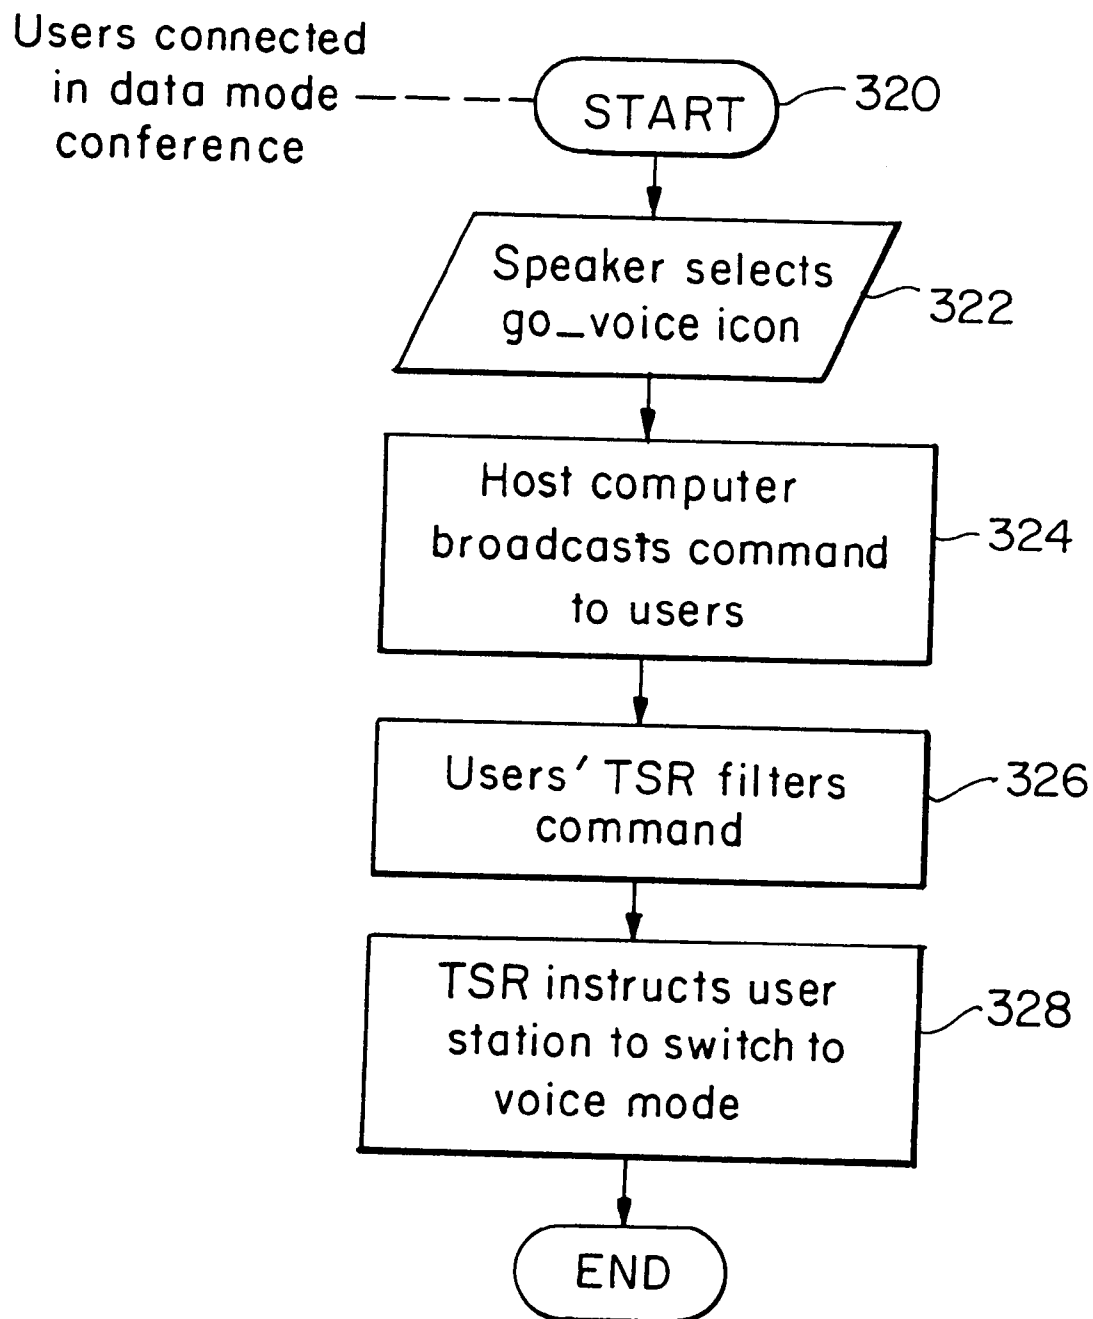 Users connected
in data mode
conference
START
320
Speaker selects
go_voice icon
322
Host computer
broadcasts command
to users
324
Users' TSR filters
command
326
TSR instructs user
station to switch to
voice mode
328
END